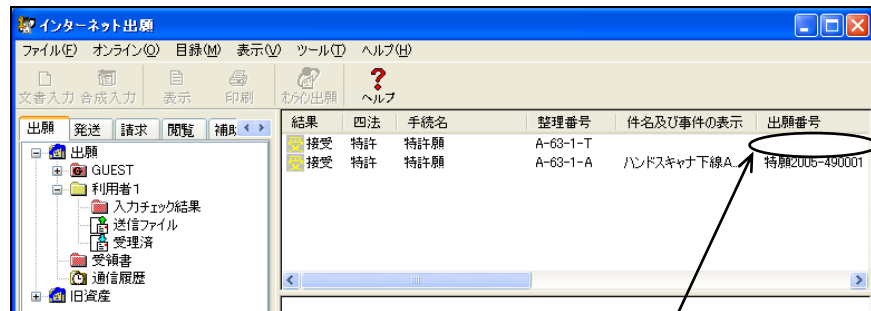 インターネット出願
ファイル(F) オンライン(O) 目録(M) 表示(V) ツール(T) ヘルプ(H)
文書入力 合成入力 表示 印刷 オンライン出願 ヘルプ
出願 発送 請求 閲覧 補助
結果 四法 手続名 整理番号 件名及び事件の表示 出願番号
接受 特許 特許願 A-63-1-T
接受 特許 特許願 A-63-1-A ハンドスキャナ下線A... 特願2005-490001
出願
GUEST
利用者1
入力チェック結果
送信ファイル
受理済
受領書
通信履歴
旧資産